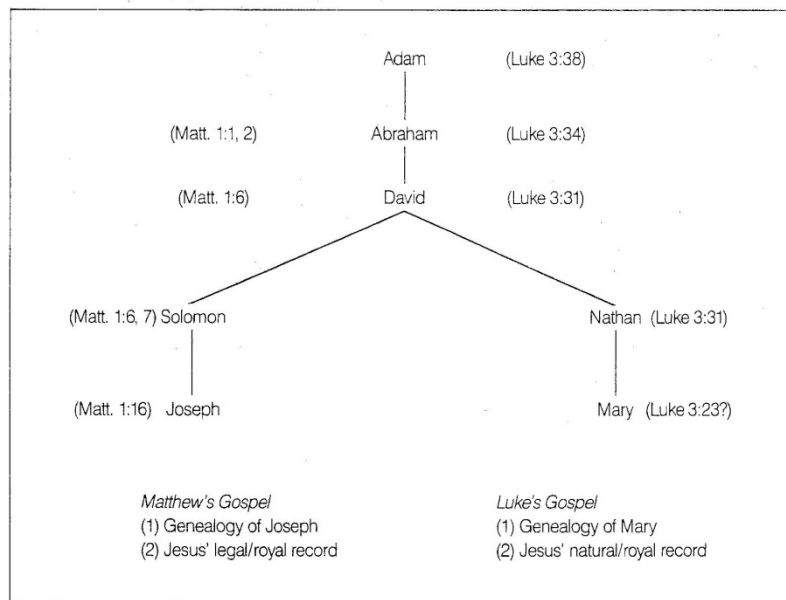 Adam (Luke 3:38)
(Matt. 1:1, 2) Abraham (Luke 3:34)
(Matt. 1:6) David (Luke 3:31)
(Matt. 1:6, 7) Solomon Nathan (Luke 3:31)
(Matt. 1:16) Joseph Mary (Luke 3:23?)
Matthew's Gospel
(1) Genealogy of Joseph
(2) Jesus' legal/royal record
Luke's Gospel
(1) Genealogy of Mary
(2) Jesus' natural/royal record